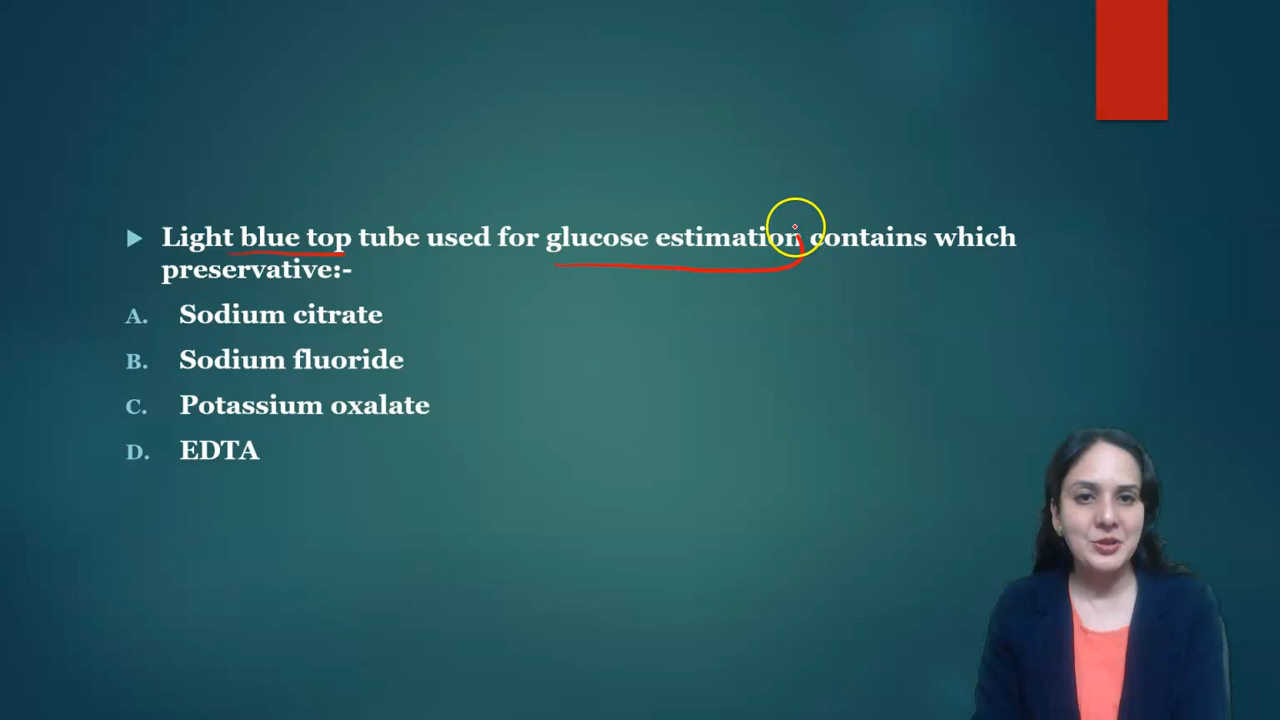 Light blue top tube used for glucose estimation contains which
preservative:-
A. Sodium citrate
B. Sodium fluoride
C. Potassium oxalate
D. EDTA